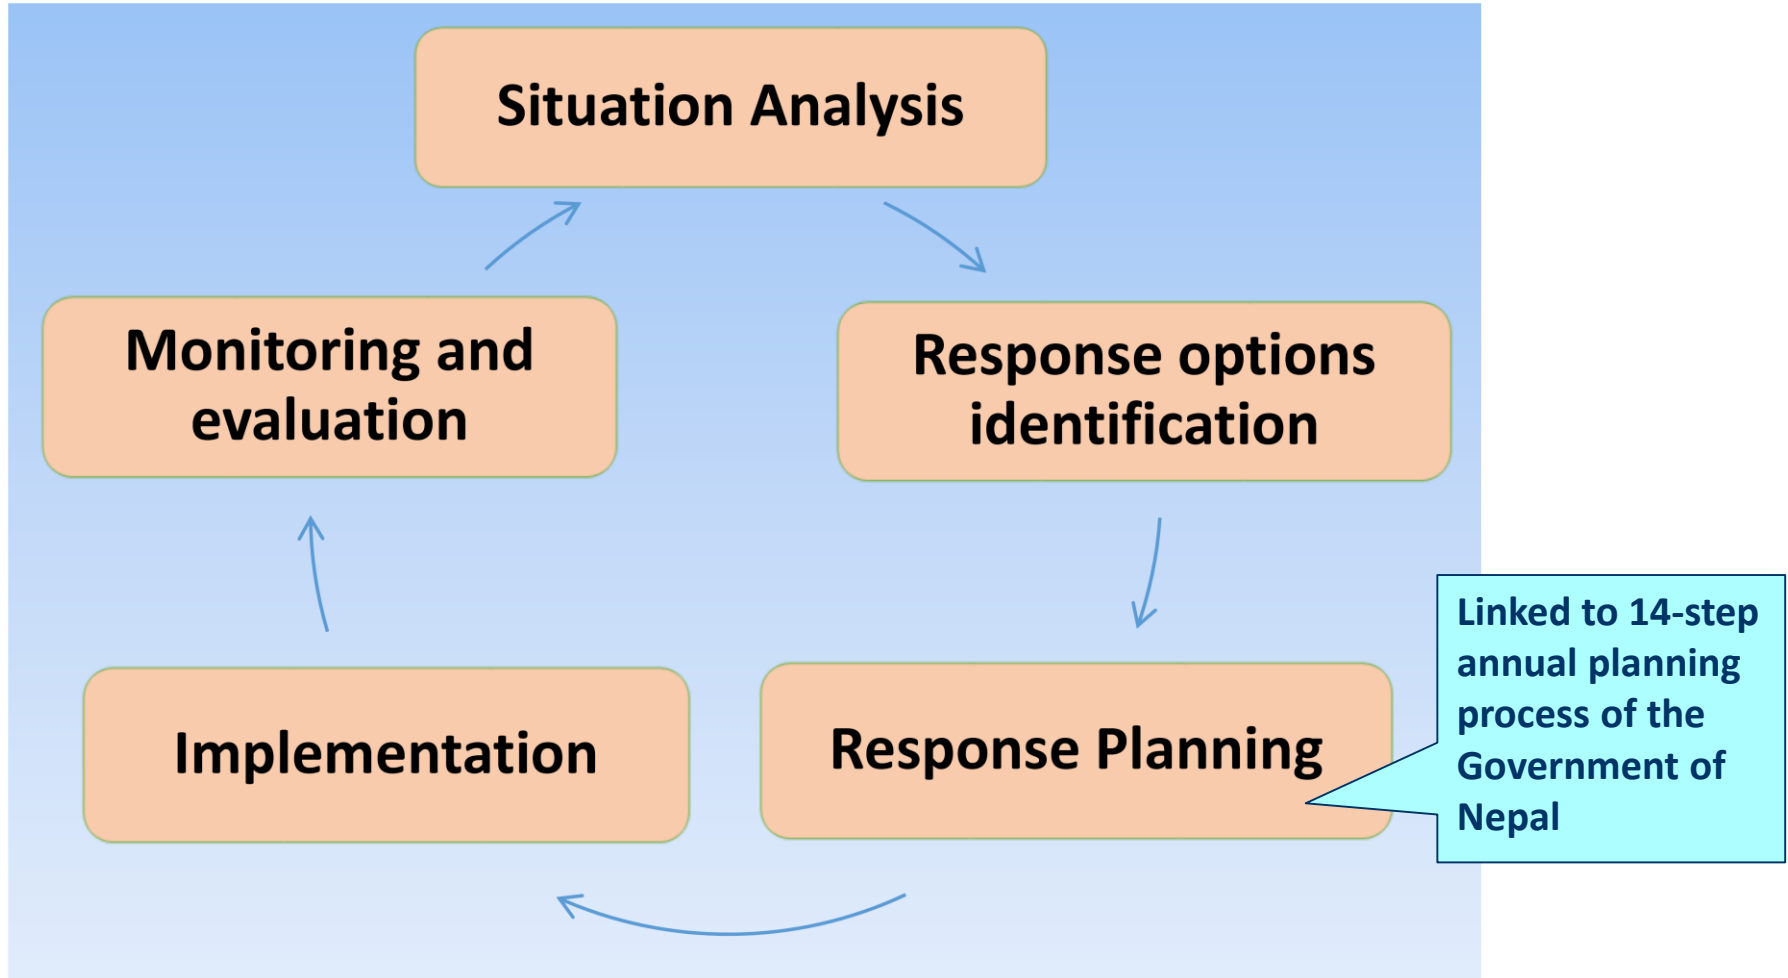 Situation Analysis
Monitoring and
evaluation
Response options
identification
Implementation
Response Planning
Linked to 14-step
annual planning
process of the
Government of
Nepal